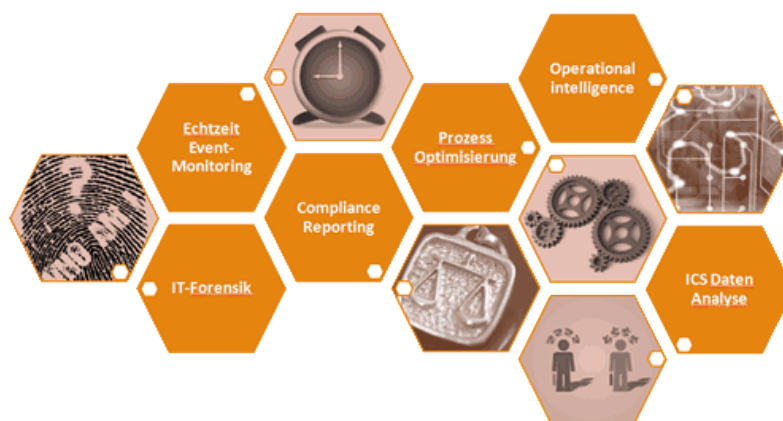 Echtzeit
Event-
Monitoring
IT-Forensik
Compliance
Reporting
Prozess
Optimisierung
Operational
intelligence
ICS Daten
Analyse